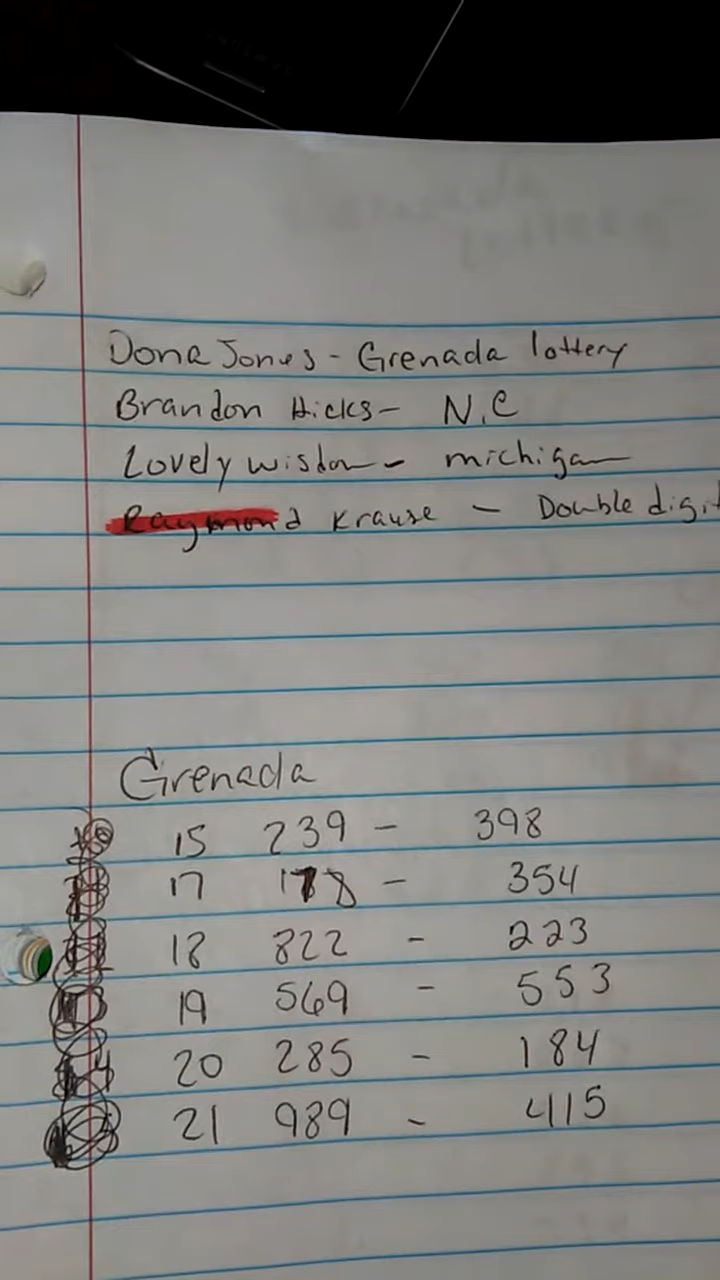 Dona Jones - Grenada lottery
Brandon Hicks - N.C
Lovely wisdom - michigan
Raymond Krause - Double digit
Grenada
15 239 - 398
17 178 - 354
18 822 - 223
19 569 - 553
20 285 - 184
21 989 - 415